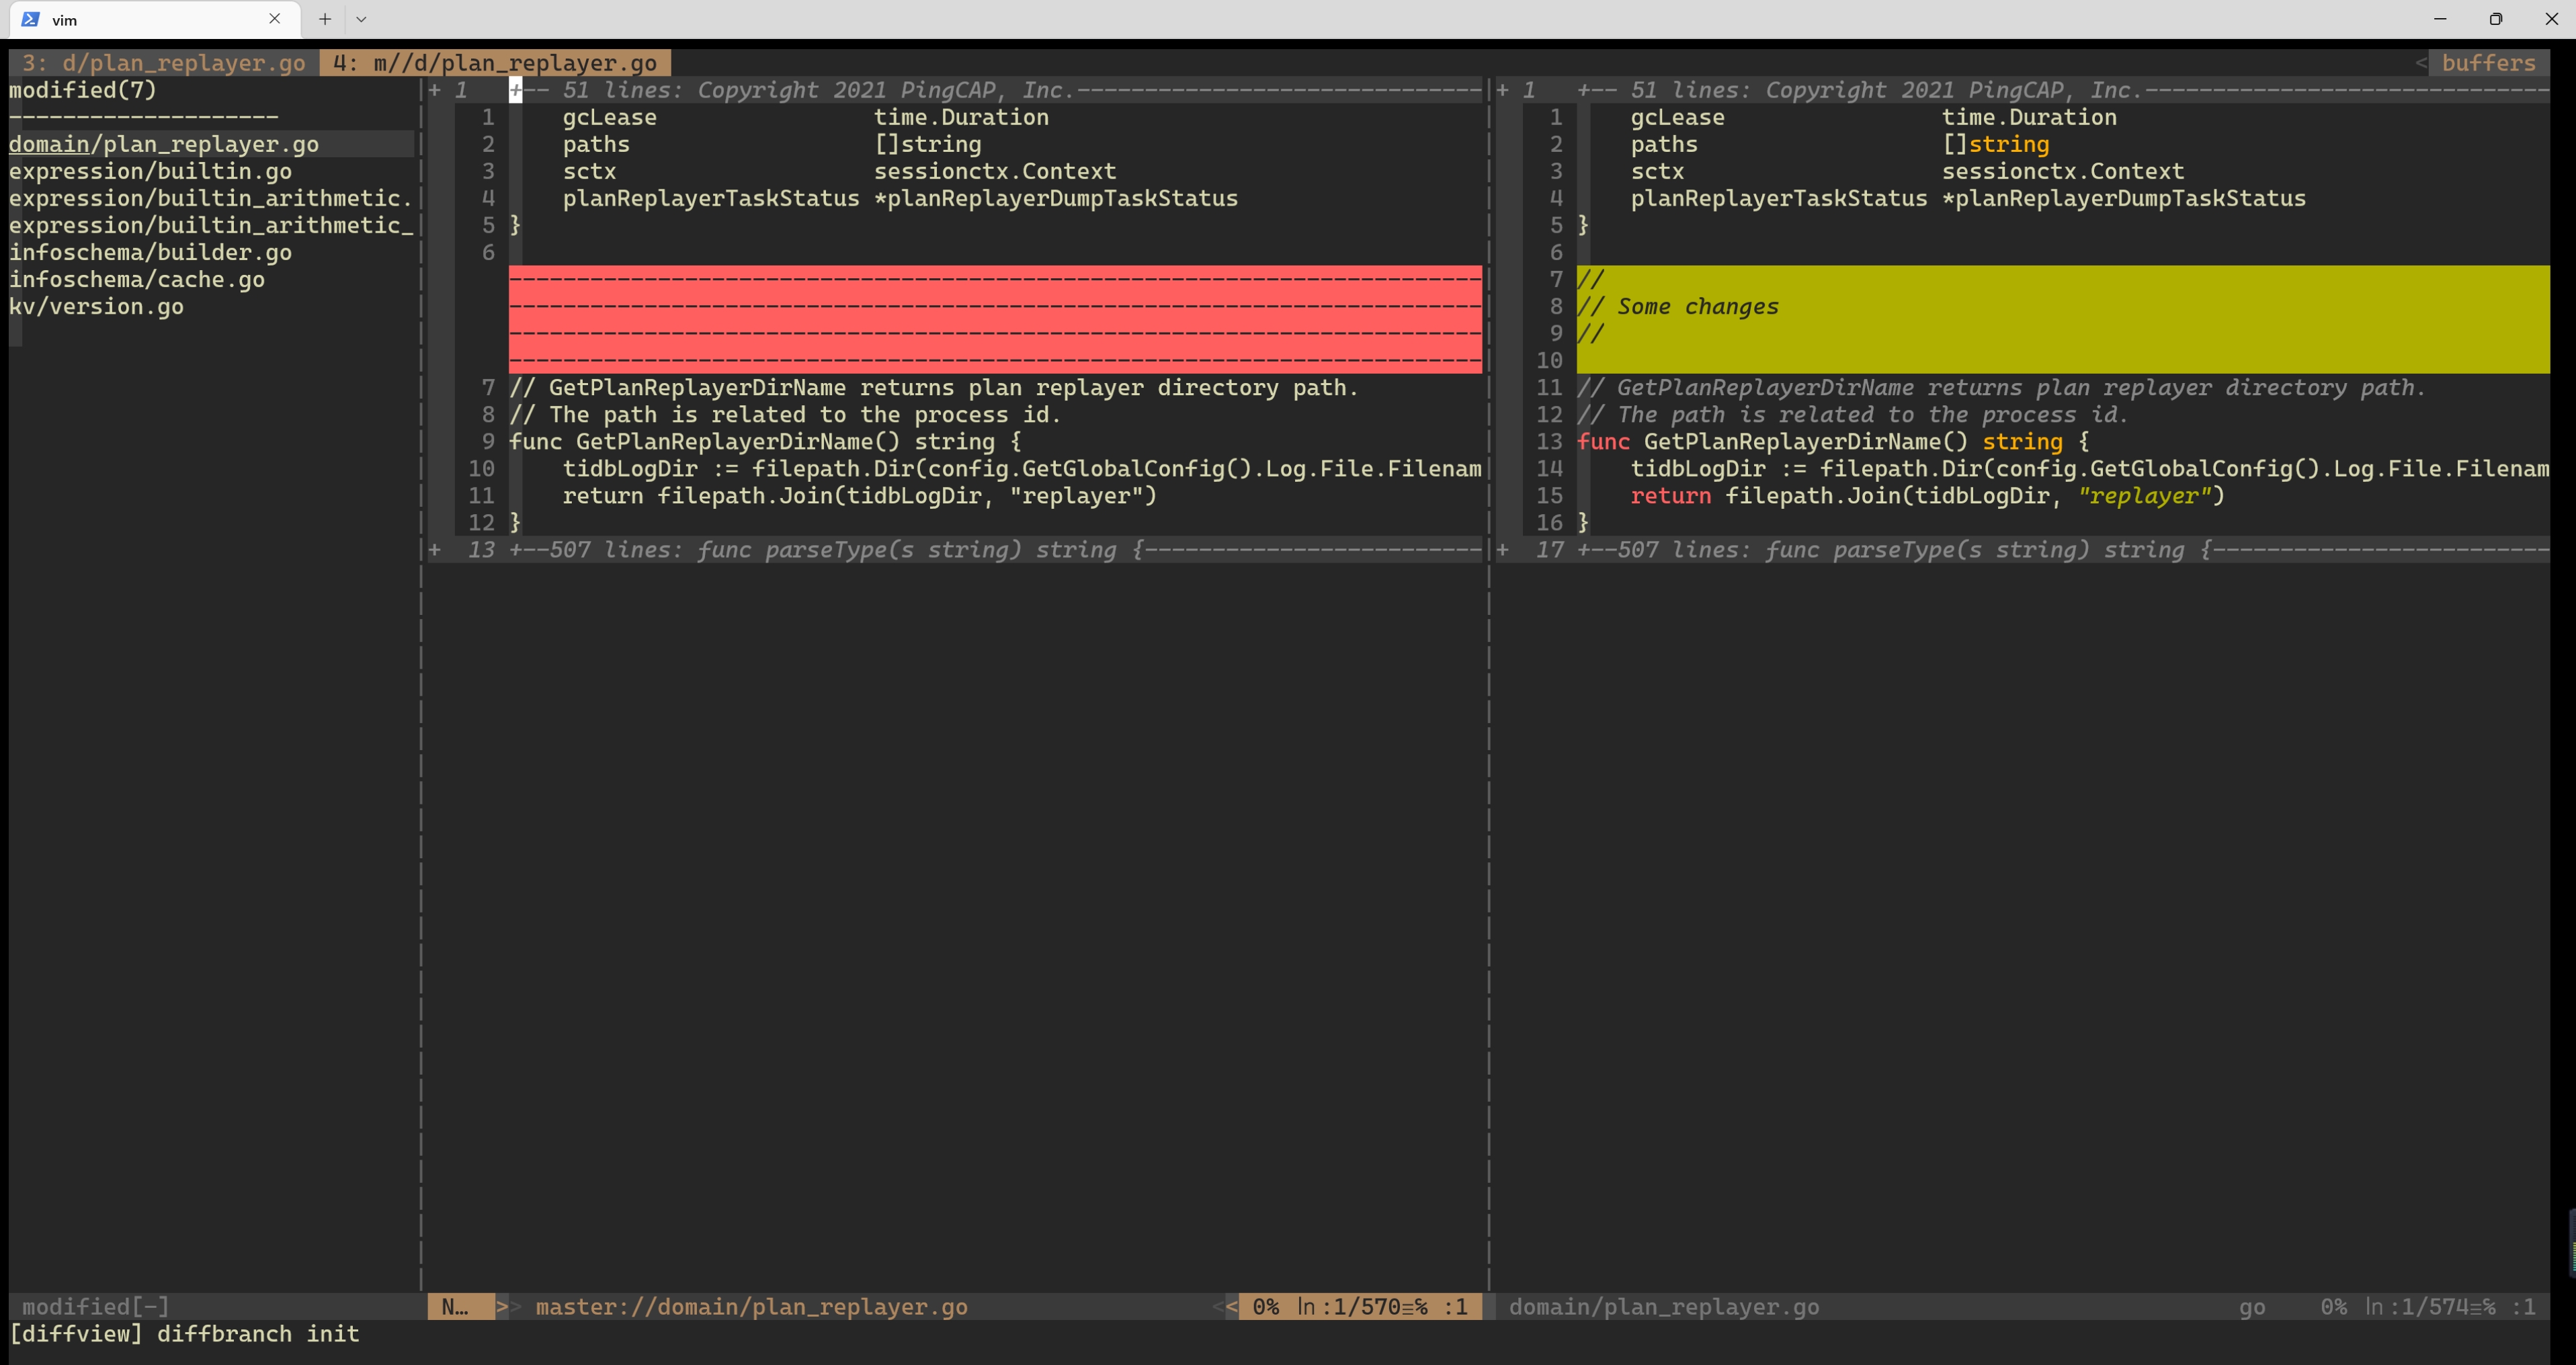 vim
3: d/plan_replayer.go  4: m//d/plan_replayer.go  < buffers
modified(7)
--------------------
domain/plan_replayer.go
expression/builtin.go
expression/builtin_arithmetic.
expression/builtin_arithmetic_
infoschema/builder.go
infoschema/cache.go
kv/version.go
+ 1   +-- 51 lines: Copyright 2021 PingCAP, Inc.------------------------------
1     gcLease                time.Duration
2     paths                  []string
3     sctx                   sessionctx.Context
4     planReplayerTaskStatus *planReplayerDumpTaskStatus
5 }
6
7 // GetPlanReplayerDirName returns plan replayer directory path.
8 // The path is related to the process id.
9 func GetPlanReplayerDirName() string {
10     tidbLogDir := filepath.Dir(config.GetGlobalConfig().Log.File.Filenam
11     return filepath.Join(tidbLogDir, "replayer")
12 }
+  13 +--507 lines: func parseType(s string) string {-------------------------
+ 1   +-- 51 lines: Copyright 2021 PingCAP, Inc.------------------------------
1     gcLease                time.Duration
2     paths                  []string
3     sctx                   sessionctx.Context
4     planReplayerTaskStatus *planReplayerDumpTaskStatus
5 }
6
7 //
8 // Some changes
9 //
10
11 // GetPlanReplayerDirName returns plan replayer directory path.
12 // The path is related to the process id.
13 func GetPlanReplayerDirName() string {
14     tidbLogDir := filepath.Dir(config.GetGlobalConfig().Log.File.Filenam
15     return filepath.Join(tidbLogDir, "replayer")
16 }
+  17 +--507 lines: func parseType(s string) string {-------------------------
modified[-]  N… >> master://domain/plan_replayer.go  << 0% ln:1/570≡℅ :1  domain/plan_replayer.go  go  0% ln:1/574≡℅ :1
[diffview] diffbranch init